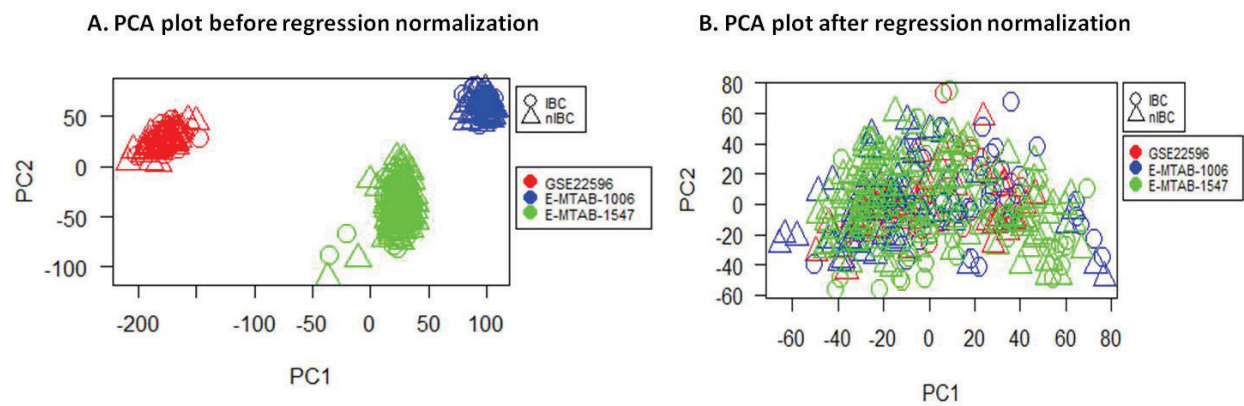 A. PCA plot before regression normalization
PC2
50
0
-50
-100
-200
-100
-50
0
50
100
PC1
IBC
nIBC
GSE22596
E-MTAB-1006
E-MTAB-1547
B. PCA plot after regression normalization
PC2
80
60
40
20
0
-20
-40
-60
-60
-40
-20
0
20
40
60
80
PC1
IBC
nIBC
GSE22596
E-MTAB-1006
E-MTAB-1547